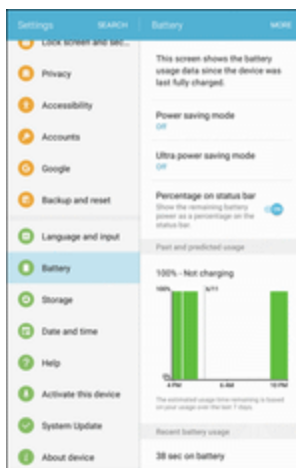 Settings
SEARCH
Battery
MORE
Lock screen and sec...
Privacy
Accessibility
Accounts
Google
Backup and reset
Language and input
Battery
Storage
Date and time
Help
Activate this device
System Update
About device
This screen shows the battery
usage data since the device was
last fully charged.
Power saving mode
Off
Ultra power saving mode
Off
Percentage on status bar
Show the remaining battery
power as a percentage on the
status bar.
Past and predicted usage
100% - Not charging
100%
0%
4 PM
10 PM
The estimated usage time remaining is based
on your usage over the last 7 days.
Recent battery usage
38 sec on battery